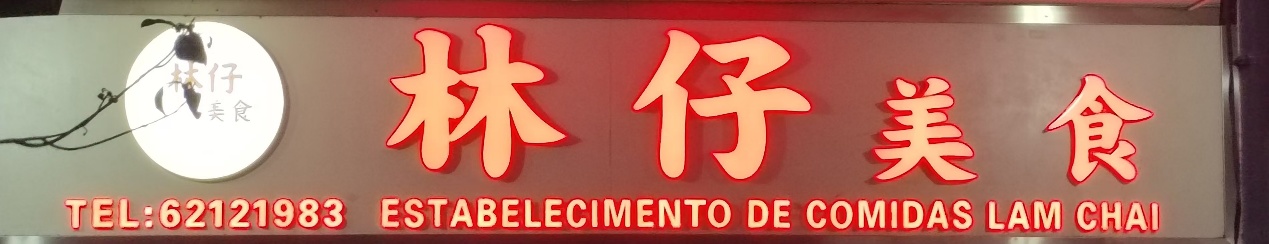 林仔
美食
林仔美食
TEL:62121983 ESTABELECIMENTO DE COMIDAS LAM CHAI